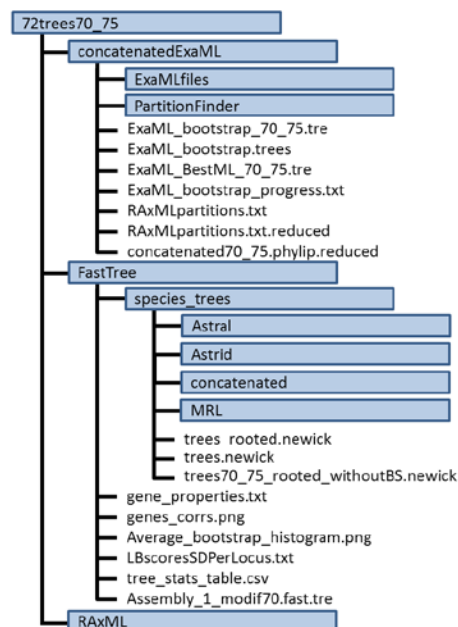 72trees70_75
concatenatedExaML
ExaMLfiles
PartitionFinder
ExaML_bootstrap_70_75.tre
ExaML_bootstrap.trees
ExaML_BestML_70_75.tre
ExaML_bootstrap_progress.txt
RAxMLpartitions.txt
RAxMLpartitions.txt.reduced
concatenated70_75.phylip.reduced
FastTree
species_trees
Astral
Astrid
concatenated
MRL
trees_rooted.newick
trees.newick
trees70_75_rooted_withoutBS.newick
gene_properties.txt
genes_corrs.png
Average_bootstrap_histogram.png
LBscoresSDPerLocus.txt
tree_stats_table.csv
Assembly_1_modif70.fast.tre
RAxML